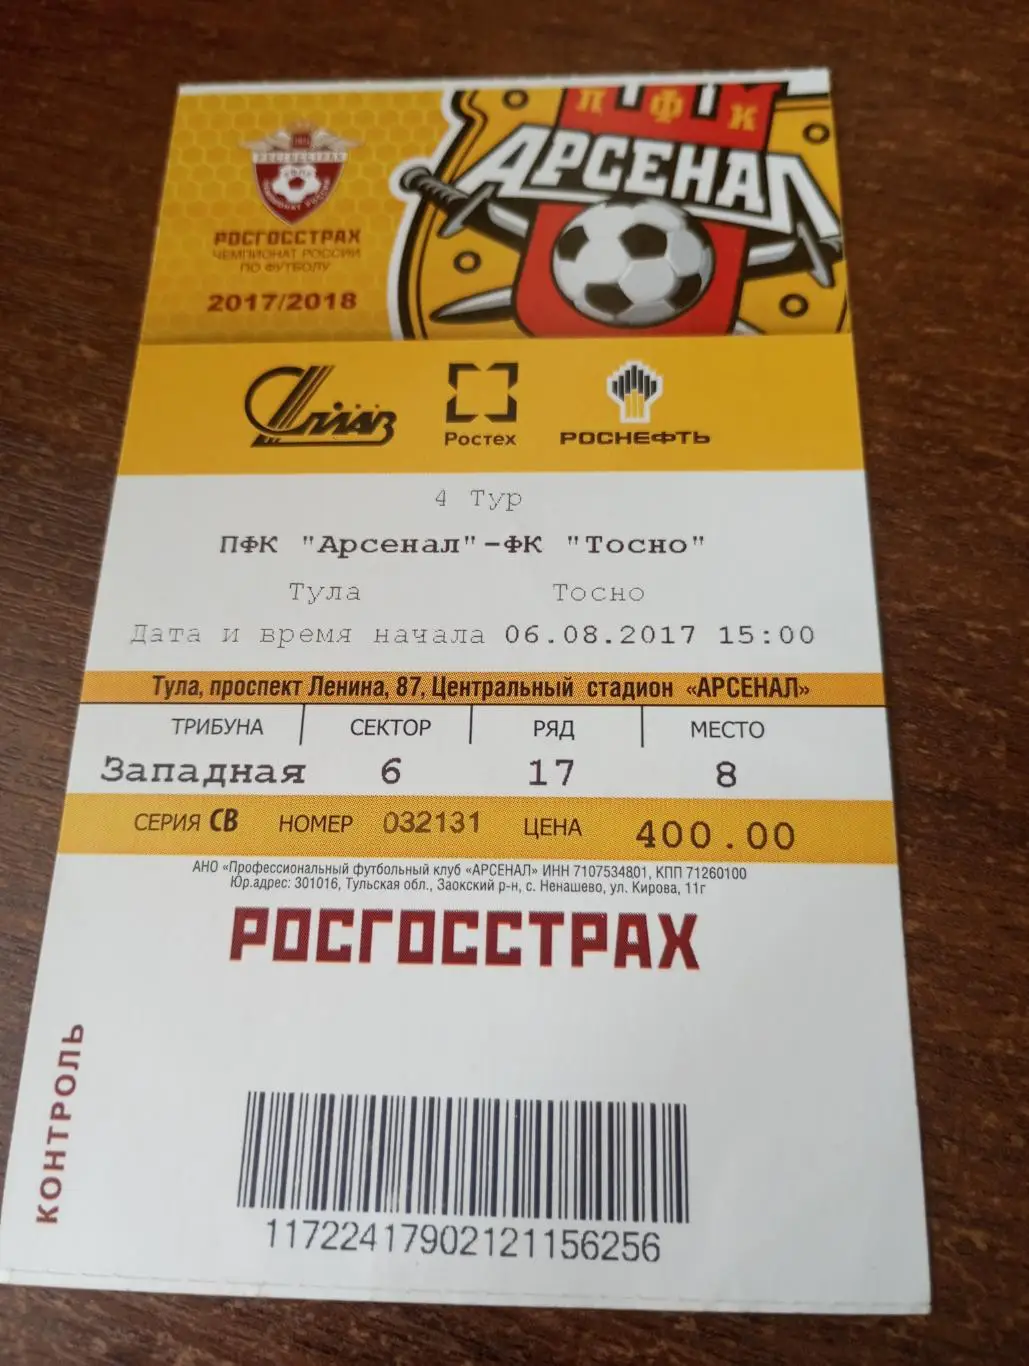 ПФК
АРСЕНАЛ
РОСГОССТРАХ
РОСГОССТРАХ
ЧЕМПИОНАТ РОССИИ
ПО ФУТБОЛУ
2017/2018
Ростех
РОСНЕФТЬ
4 Тур
ПФК "Арсенал"-ФК "Тосно"
Тула Тосно
Дата и время начала 06.08.2017 15:00
Тула, проспект Ленина, 87, Центральный стадион «АРСЕНАЛ»
ТРИБУНА СЕКТОР РЯД МЕСТО
Западная 6 17 8
СЕРИЯ СВ НОМЕР 032131 ЦЕНА 400.00
АНО «Профессиональный футбольный клуб «АРСЕНАЛ» ИНН 7107534801, КПП 71260100
Юр.адрес: 301016, Тульская обл., Заокский р-н, с. Ненашево, ул. Кирова, 11г
РОСГОССТРАХ
КОНТРОЛЬ
11722417902121156256